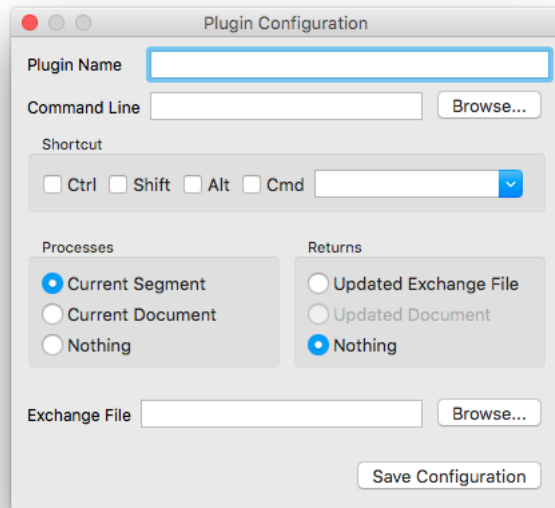 Plugin Configuration
Plugin Name
Command Line Browse...
Shortcut
Ctrl Shift Alt Cmd
Processes Returns
Current Segment Updated Exchange File
Current Document Updated Document
Nothing Nothing
Exchange File Browse...
Save Configuration